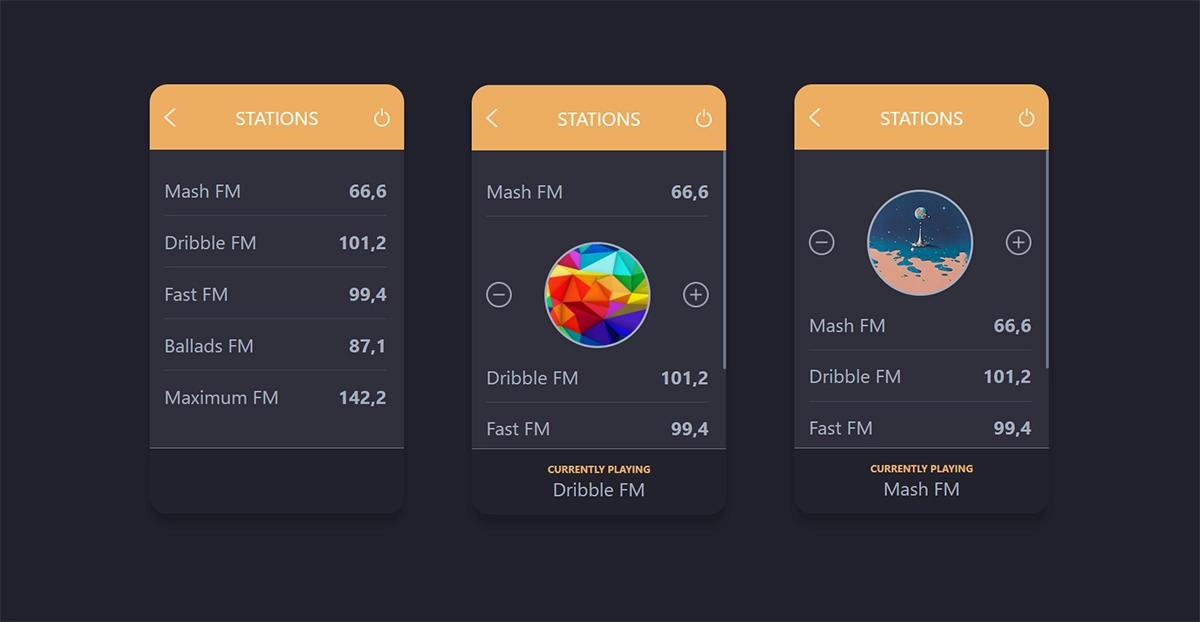 STATIONS
Mash FM 66,6
Dribble FM 101,2
Fast FM 99,4
Ballads FM 87,1
Maximum FM 142,2
STATIONS
Mash FM 66,6
Dribble FM 101,2
Fast FM 99,4
CURRENTLY PLAYING
Dribble FM
STATIONS
Mash FM 66,6
Dribble FM 101,2
Fast FM 99,4
CURRENTLY PLAYING
Mash FM